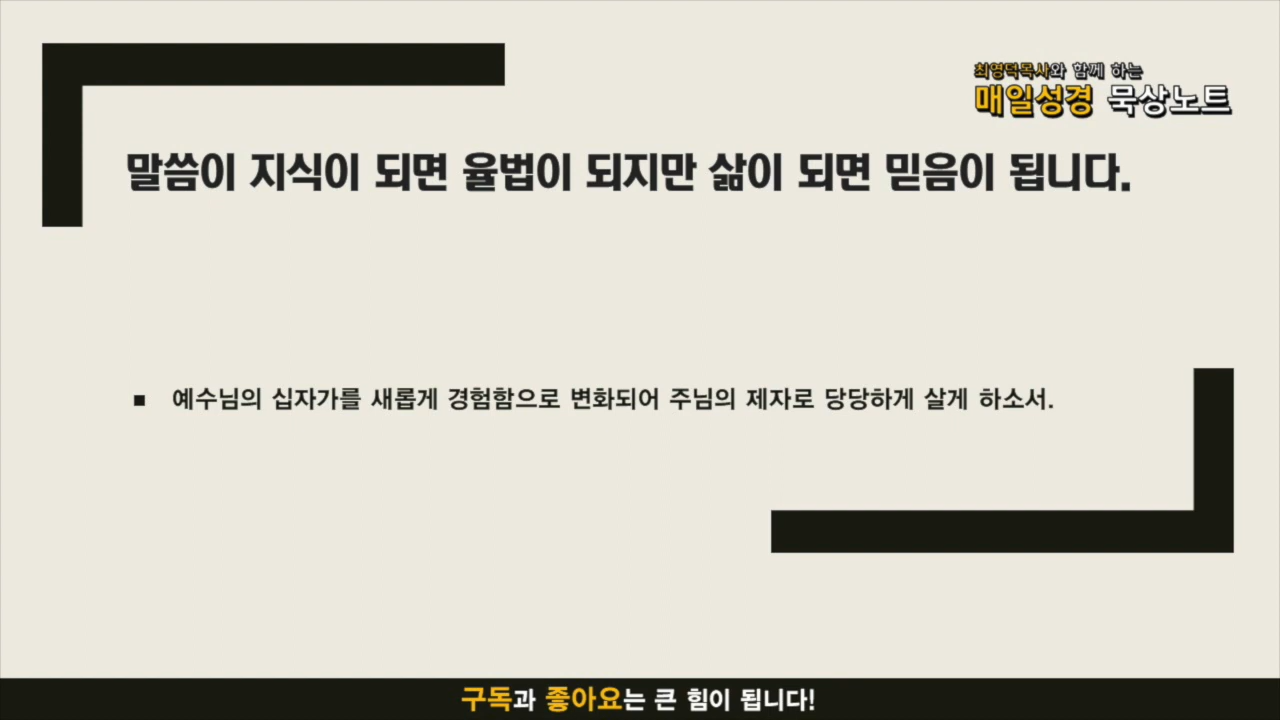 최영덕목사와 함께 하는
매일성경 묵상노트
말씀이 지식이 되면 율법이 되지만 삶이 되면 믿음이 됩니다.
▪ 예수님의 십자가를 새롭게 경험함으로 변화되어 주님의 제자로 당당하게 살게 하소서.
구독과 좋아요는 큰 힘이 됩니다!